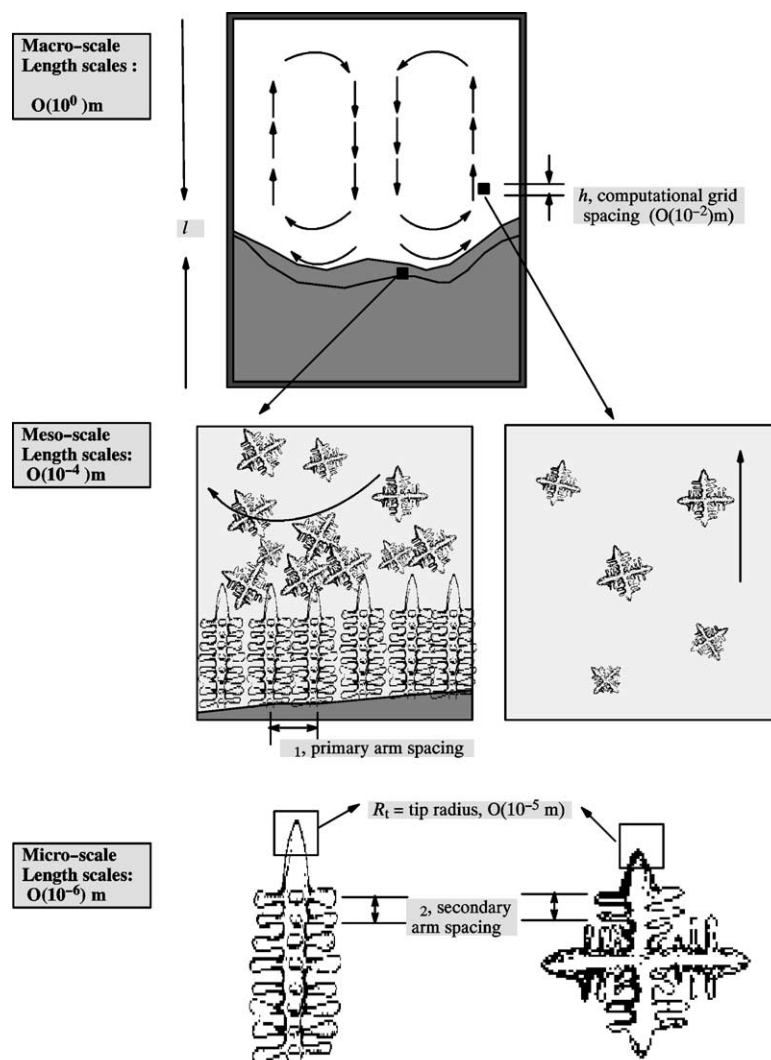 Macro-scale
Length scales :
O(10⁰ )m
l
h, computational grid
spacing (O(10⁻²)m)
Meso-scale
Length scales:
O(10⁻⁴ )m
1, primary arm spacing
Rt = tip radius, O(10⁻⁵ m)
Micro-scale
Length scales:
O(10⁻⁶) m
2, secondary
arm spacing